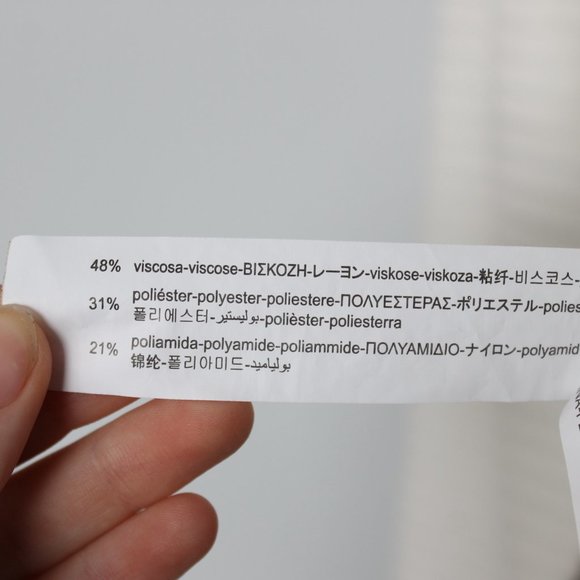 48% viscosa-viscose-ΒΙΣΚΟΖΗ-レーヨン-viskose-viskoza-粘纤-비스코스-
31% poliéster-polyester-poliestere-ΠΟΛΥΕΣΤΕΡΑΣ-ポリエステル-polies
폴리에스터-بوليستير-polièster-poliesterra
21% poliamida-polyamide-poliammide-ΠΟΛΥΑΜΙΔΙΟ-ナイロン-polyamid
锦纶-폴리아미드-بولياميد